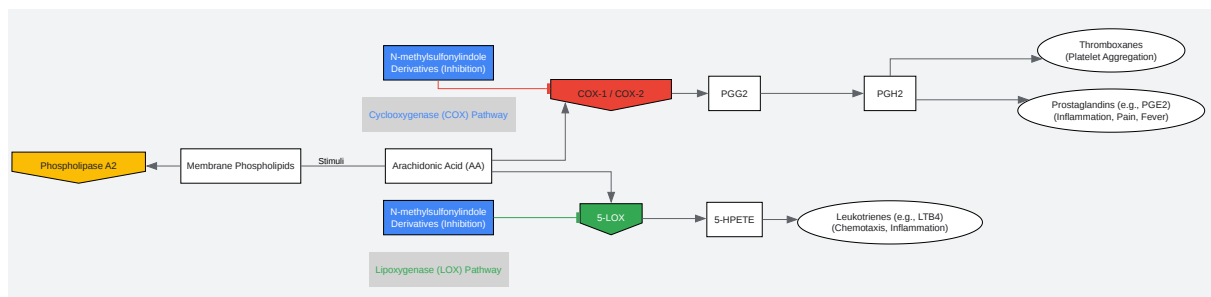 N-methylsulfonylindole
Derivatives (Inhibition)
Cyclooxygenase (COX) Pathway
COX-1 / COX-2
PGG2
PGH2
Thromboxanes
(Platelet Aggregation)
Prostaglandins (e.g., PGE2)
(Inflammation, Pain, Fever)
Phospholipase A2
Membrane Phospholipids
Stimuli
Arachidonic Acid (AA)
N-methylsulfonylindole
Derivatives (Inhibition)
5-LOX
5-HPETE
Leukotrienes (e.g., LTB4)
(Chemotaxis, Inflammation)
Lipoxygenase (LOX) Pathway